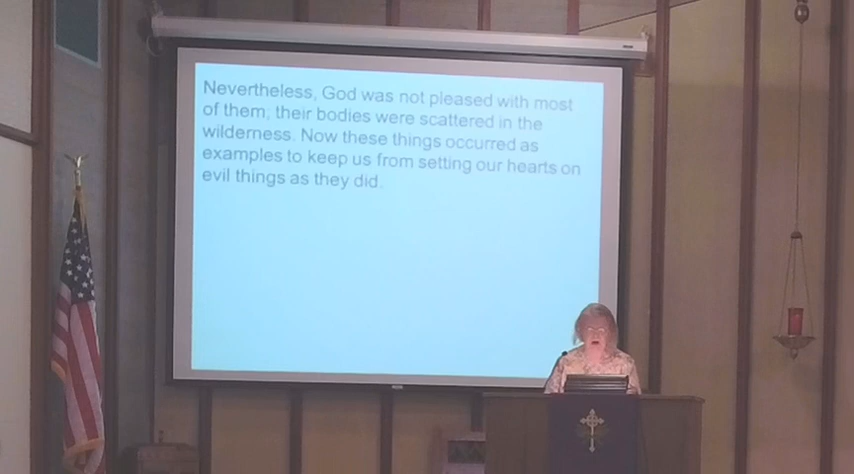 Nevertheless, God was not pleased with most
of them; their bodies were scattered in the
wilderness. Now these things occurred as
examples to keep us from setting our hearts on
evil things as they did.